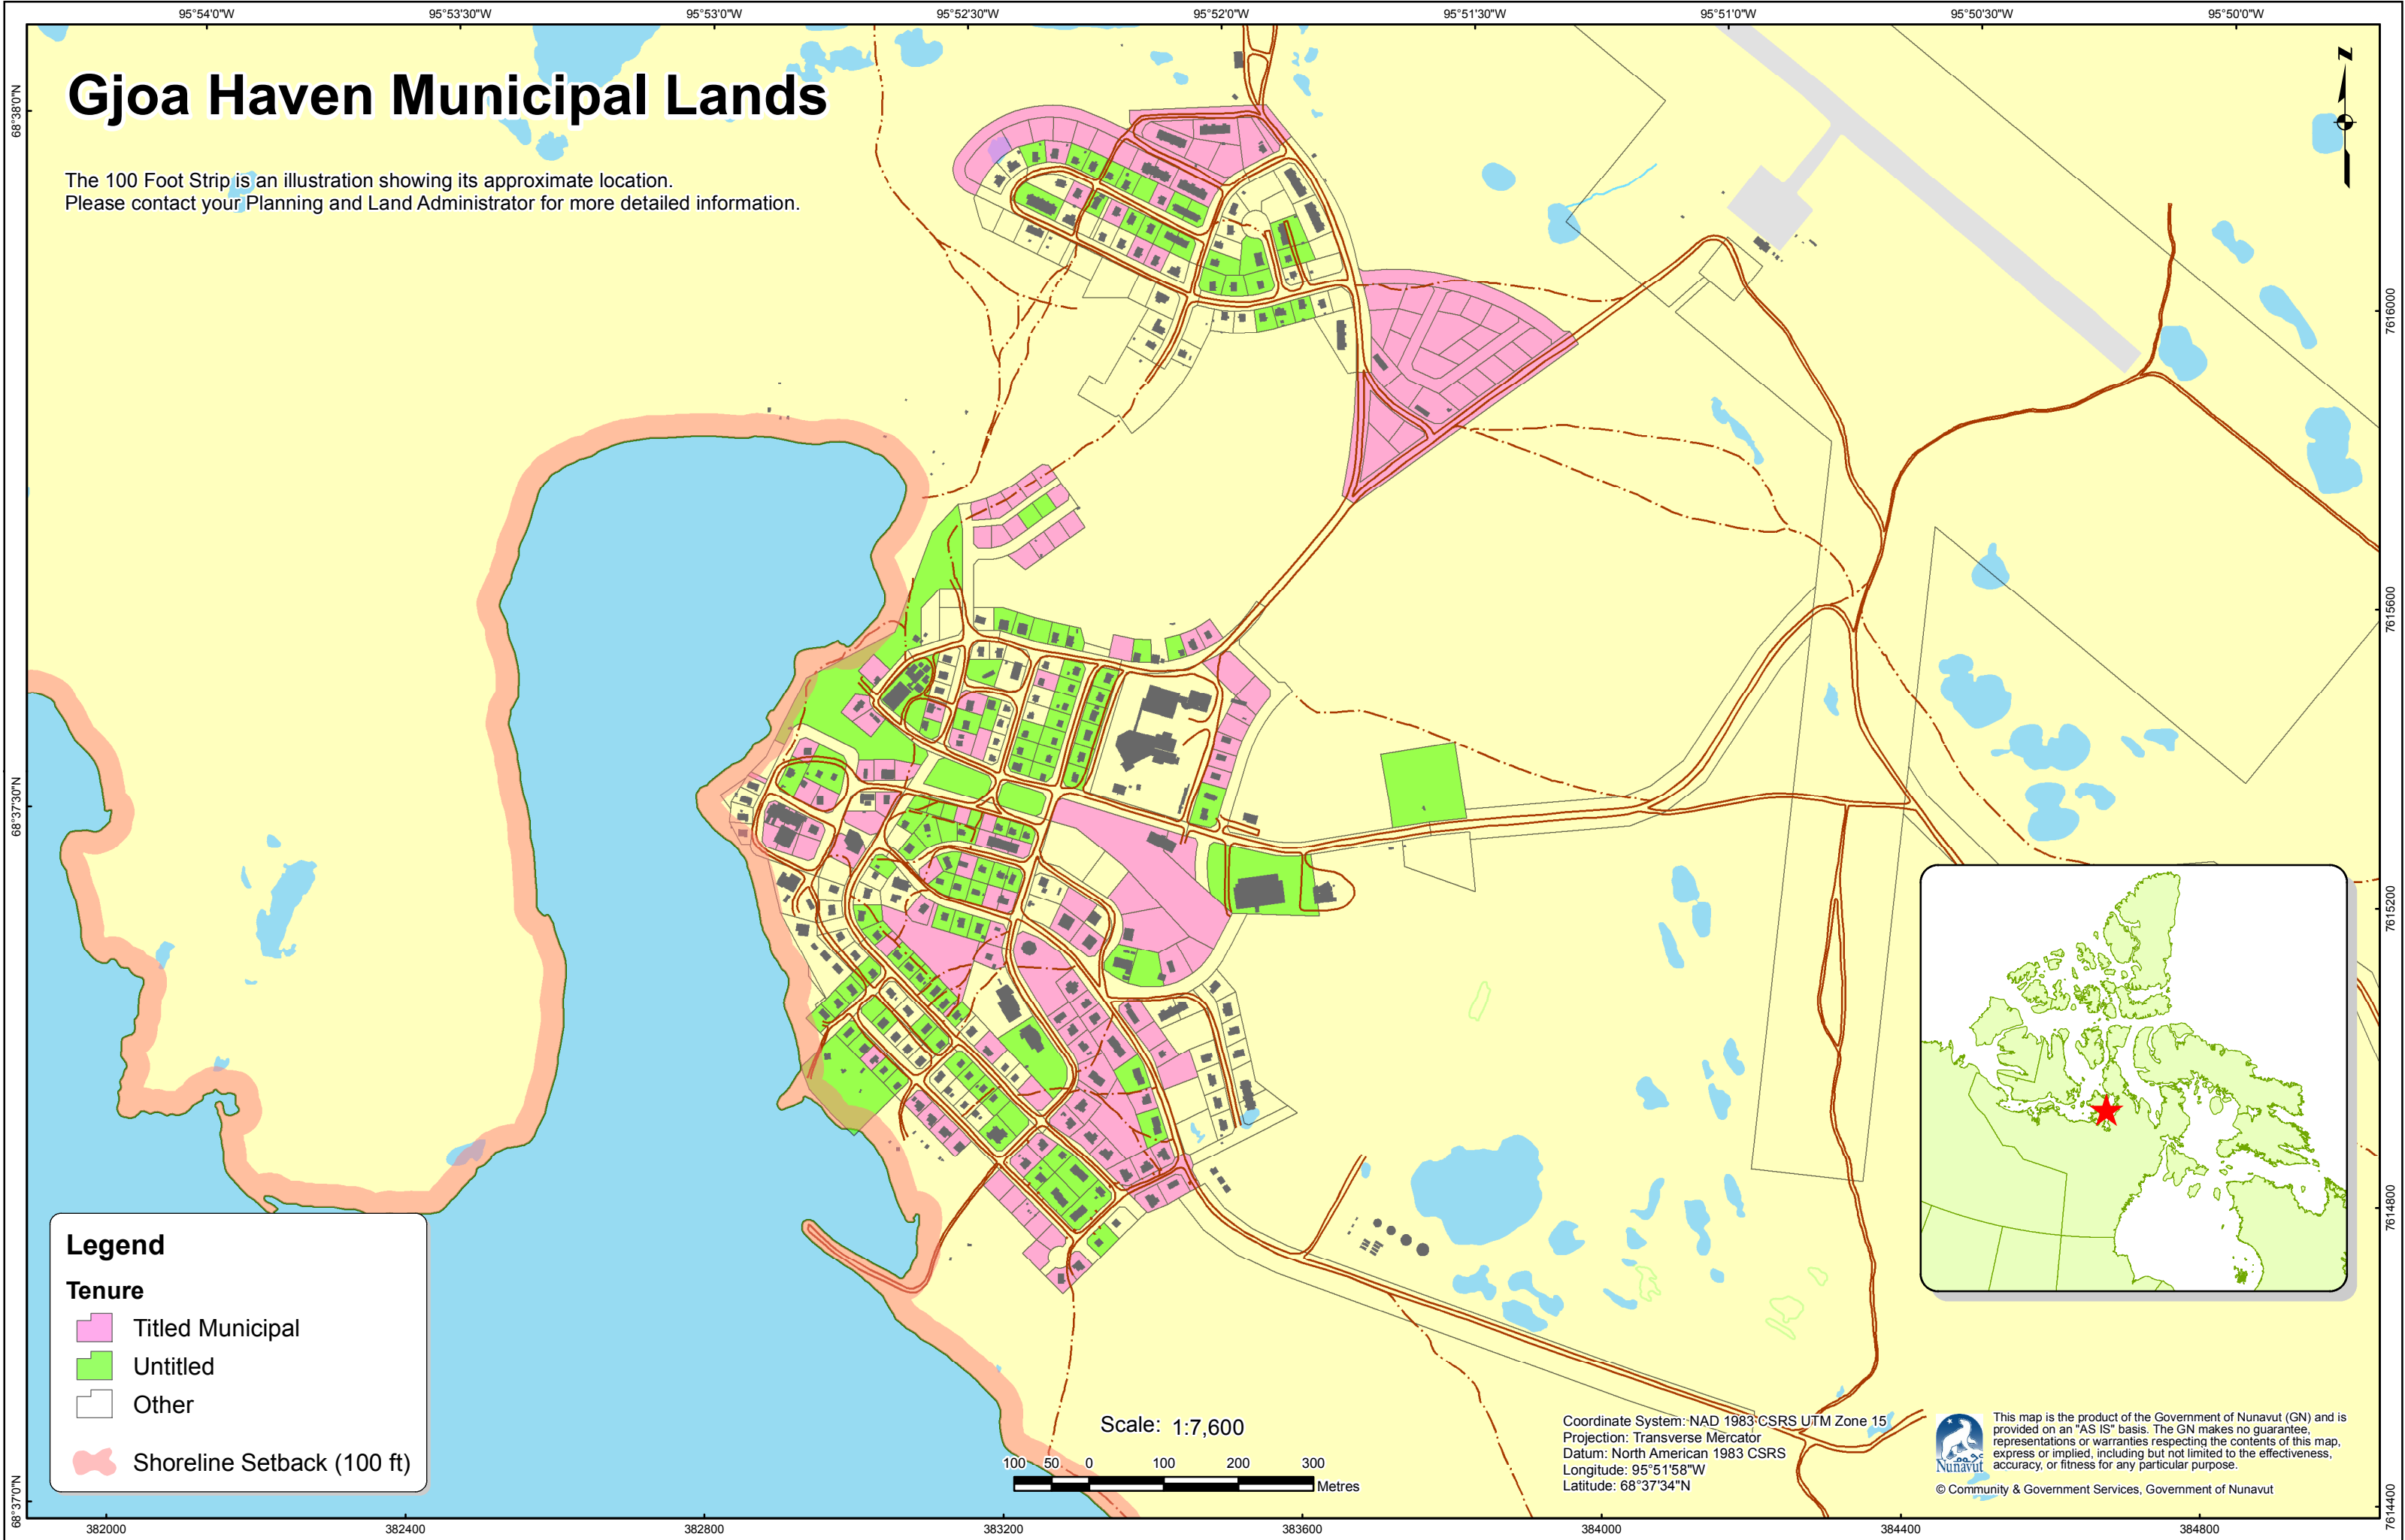 95°54'0"W 95°53'30"W 95°53'0"W 95°52'30"W 95°52'0"W 95°51'30"W 95°51'0"W 95°50'30"W 95°50'0"W
Gjoa Haven Municipal Lands
The 100 Foot Strip is an illustration showing its approximate location.
Please contact your Planning and Land Administrator for more detailed information.
N
68°38'0"N
68°37'30"N
68°37'0"N
7616000
7615600
7615200
7614800
7614400
Legend
Tenure
Titled Municipal
Untitled
Other
Shoreline Setback (100 ft)
Scale: 1:7,600
100 50 0 100 200 300
Metres
Coordinate System: NAD 1983 CSRS UTM Zone 15
Projection: Transverse Mercator
Datum: North American 1983 CSRS
Longitude: 95°51'58"W
Latitude: 68°37'34"N
Nunavut
This map is the product of the Government of Nunavut (GN) and is
provided on an "AS IS" basis. The GN makes no guarantee,
representations or warranties respecting the contents of this map,
express or implied, including but not limited to the effectiveness,
accuracy, or fitness for any particular purpose.
© Community & Government Services, Government of Nunavut
382000 382400 382800 383200 383600 384000 384400 384800